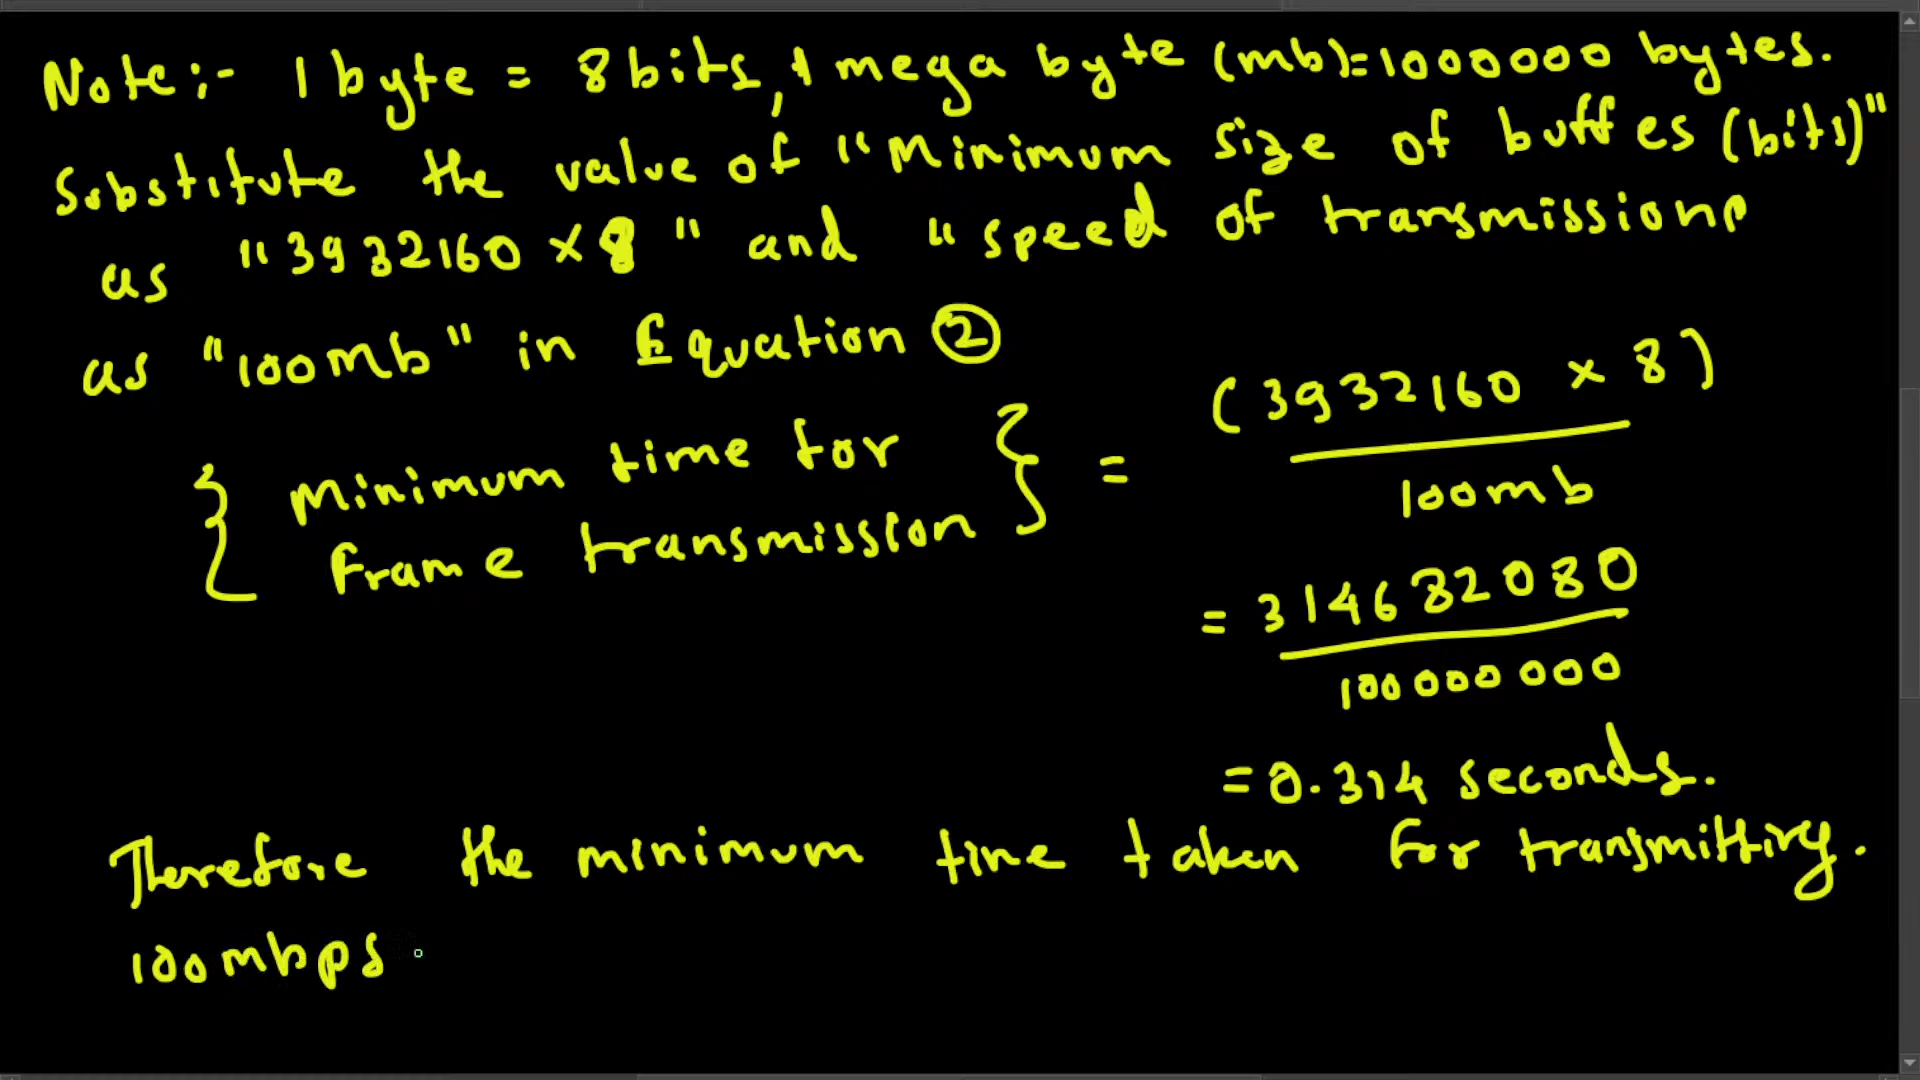 Note:- 1 byte = 8 bits, 1 mega byte (mb)=1000000 bytes.
Substitute the value of "Minimum size of buffes (bits)"
as "3932160 × 8" and "speed of transmission
as "100mb" in Equation ②
{ Minimum time for frame transmission } = (3932160 × 8)
100mb
= 314682080
100000000
= 0.314 seconds.
Therefore the minimum time taken for transmitting.
100mbps